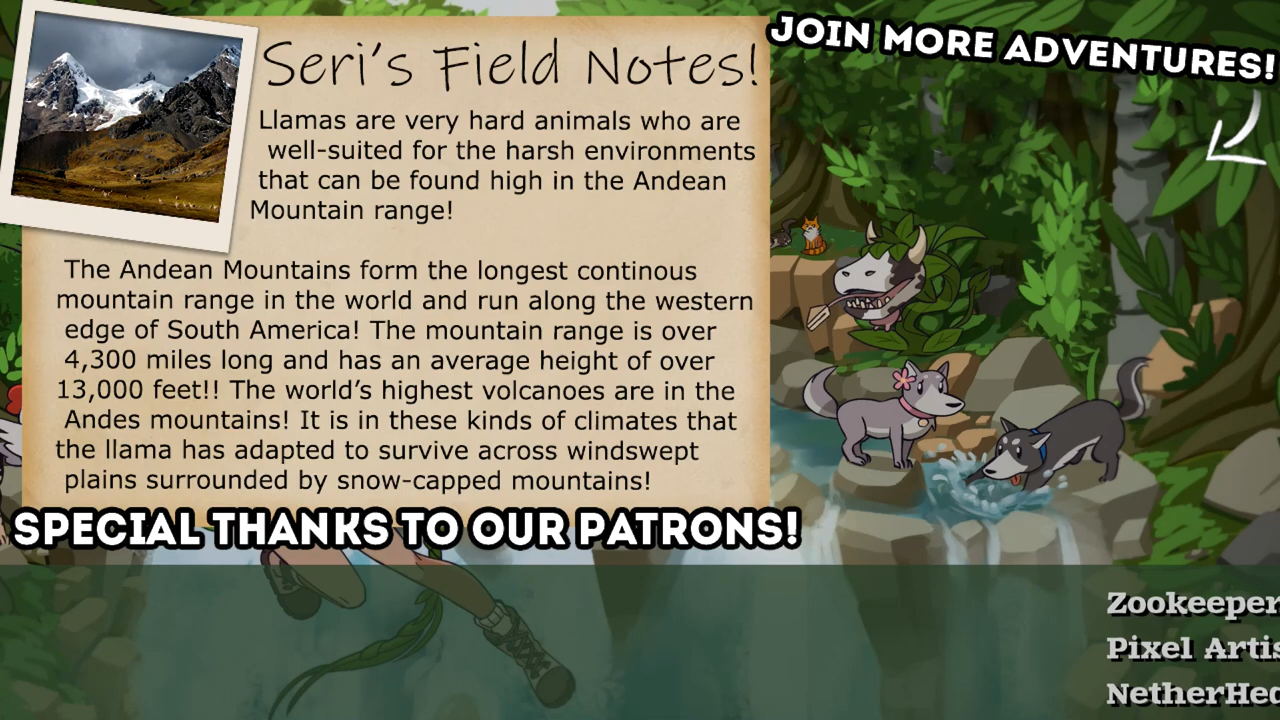 Seri's Field Notes!
JOIN MORE ADVENTURES!
Llamas are very hard animals who are
well-suited for the harsh environments
that can be found high in the Andean
Mountain range!
The Andean Mountains form the longest continous
mountain range in the world and run along the western
edge of South America! The mountain range is over
4,300 miles long and has an average height of over
13,000 feet!! The world's highest volcanoes are in the
Andes mountains! It is in these kinds of climates that
the llama has adapted to survive across windswept
plains surrounded by snow-capped mountains!
SPECIAL THANKS TO OUR PATRONS!
Zookeeper
Pixel Artis
NetherHed